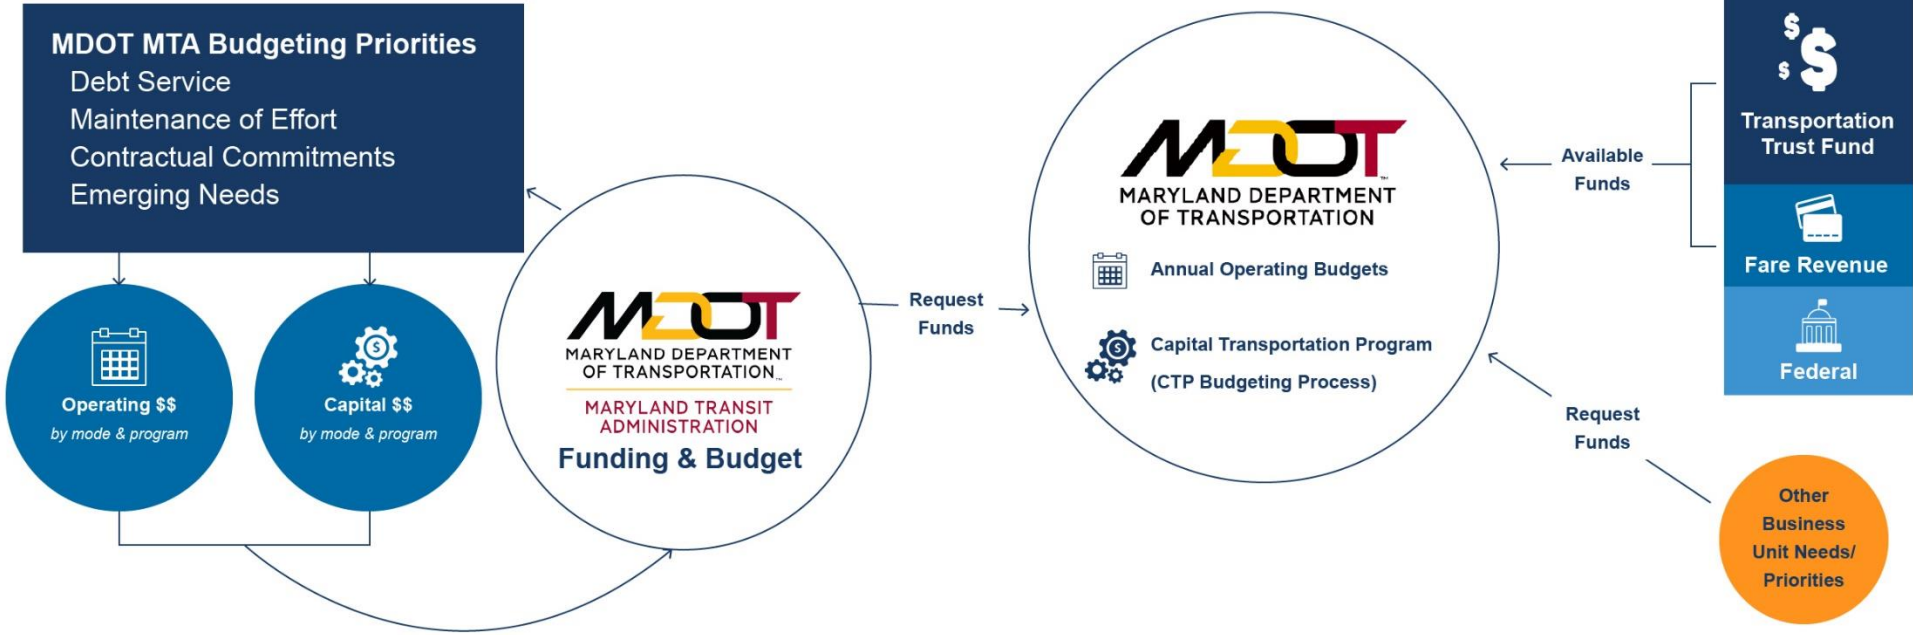 MDOT MTA Budgeting Priorities
Debt Service
Maintenance of Effort
Contractual Commitments
Emerging Needs
Operating $$
by mode & program
Capital $$
by mode & program
MDOT
MARYLAND DEPARTMENT
OF TRANSPORTATION™
MARYLAND TRANSIT
ADMINISTRATION
Funding & Budget
Request
Funds
MDOT™
MARYLAND DEPARTMENT
OF TRANSPORTATION
Annual Operating Budgets
Capital Transportation Program
(CTP Budgeting Process)
Available
Funds
Request
Funds
$
$
$
Transportation
Trust Fund
Fare Revenue
Federal
Other
Business
Unit Needs/
Priorities